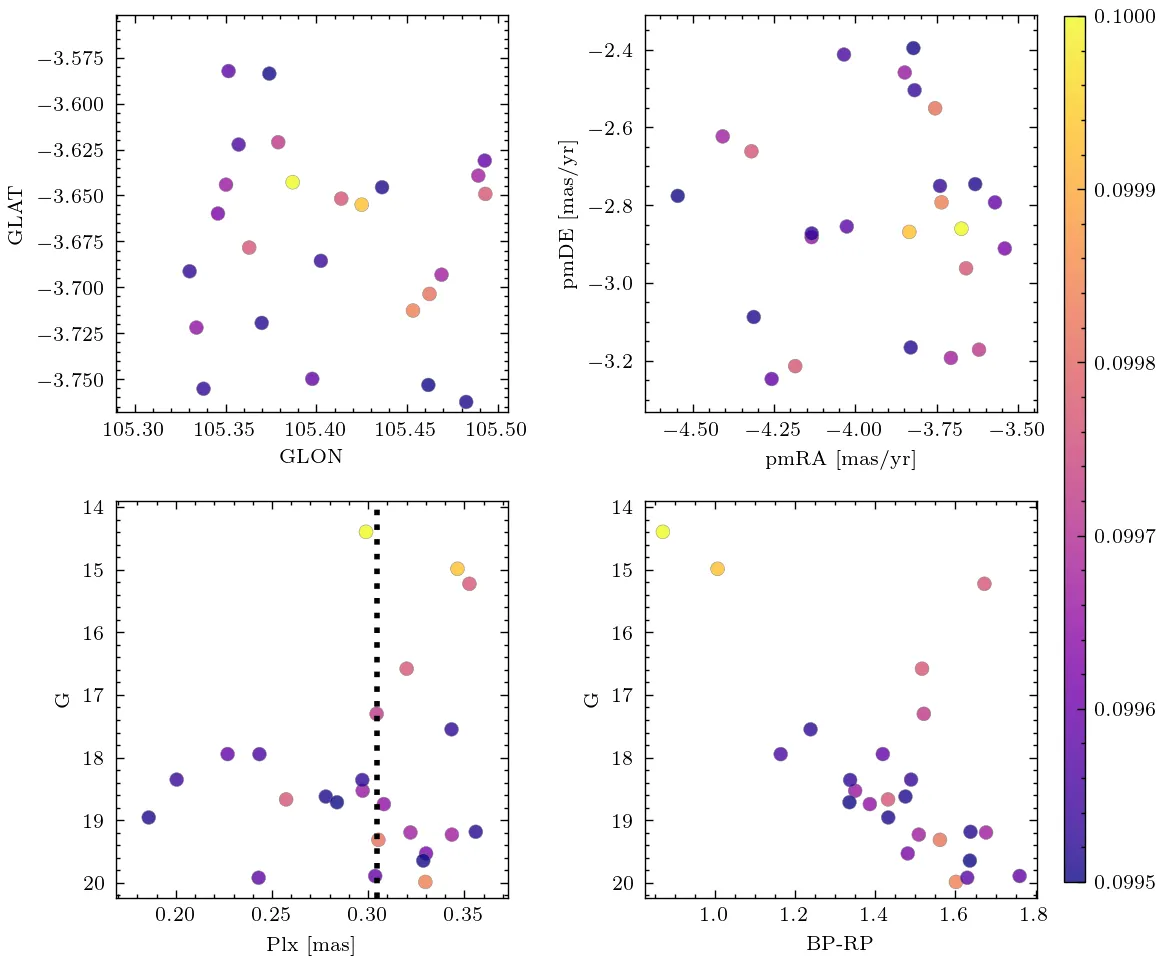 −3.575
−3.600
−3.625
−3.650
−3.675
−3.700
−3.725
−3.750
GLAT
105.30 105.35 105.40 105.45 105.50
GLON
−2.4
−2.6
−2.8
−3.0
−3.2
pmDE [mas/yr]
−4.50 −4.25 −4.00 −3.75 −3.50
pmRA [mas/yr]
14
15
16
17
18
19
20
G
0.20 0.25 0.30 0.35
Plx [mas]
14
15
16
17
18
19
20
G
1.0 1.2 1.4 1.6 1.8
BP-RP
0.1000
0.0999
0.0998
0.0997
0.0996
0.0995